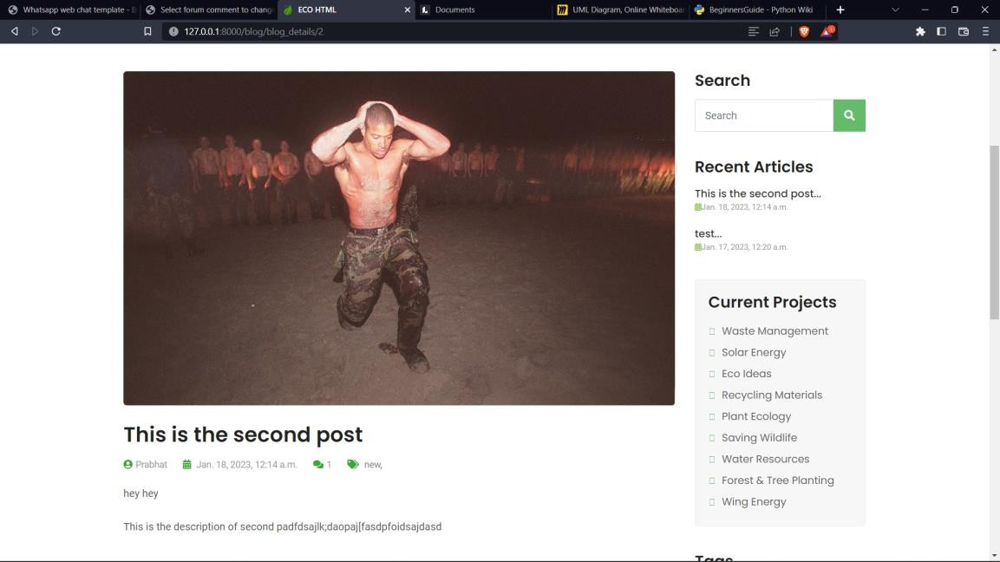 Whatsapp web chat template - B
Select forum comment to change
ECO HTML
Documents
UML Diagram, Online Whiteboar
BeginnersGuide - Python Wiki
127.0.0.1:8000/blog/blog_details/2
1
Search
Search
Recent Articles
This is the second post...
Jan. 18, 2023, 12:14 a.m.
test...
Jan. 17, 2023, 12:20 a.m.
Current Projects
Waste Management
Solar Energy
Eco Ideas
Recycling Materials
Plant Ecology
Saving Wildlife
Water Resources
Forest & Tree Planting
Wing Energy
Tags
This is the second post
Prabhat Jan. 18, 2023, 12:14 a.m. 1 new,
hey hey
This is the description of second padfdsajlk;daopaj[fasdpfoidsajdasd